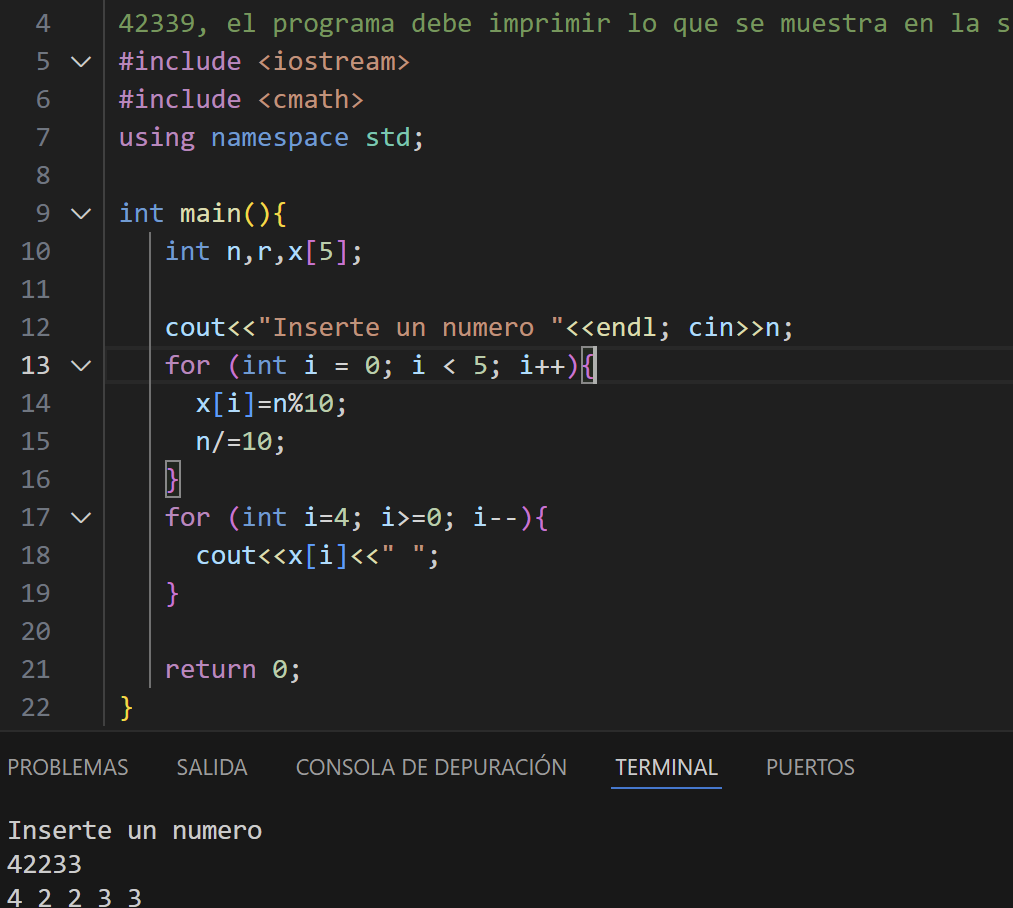 4 42339, el programa debe imprimir lo que se muestra en la s
5 #include <iostream>
6 #include <cmath>
7 using namespace std;
8
9 int main(){
10 int n,r,x[5];
11
12 cout<<"Inserte un numero "<<endl; cin>>n;
13 for (int i = 0; i < 5; i++){
14 x[i]=n%10;
15 n/=10;
16 }
17 for (int i=4; i>=0; i--){
18 cout<<x[i]<<" ";
19 }
20
21 return 0;
22 }
PROBLEMAS SALIDA CONSOLA DE DEPURACIÓN TERMINAL PUERTOS
Inserte un numero
42233
4 2 2 3 3